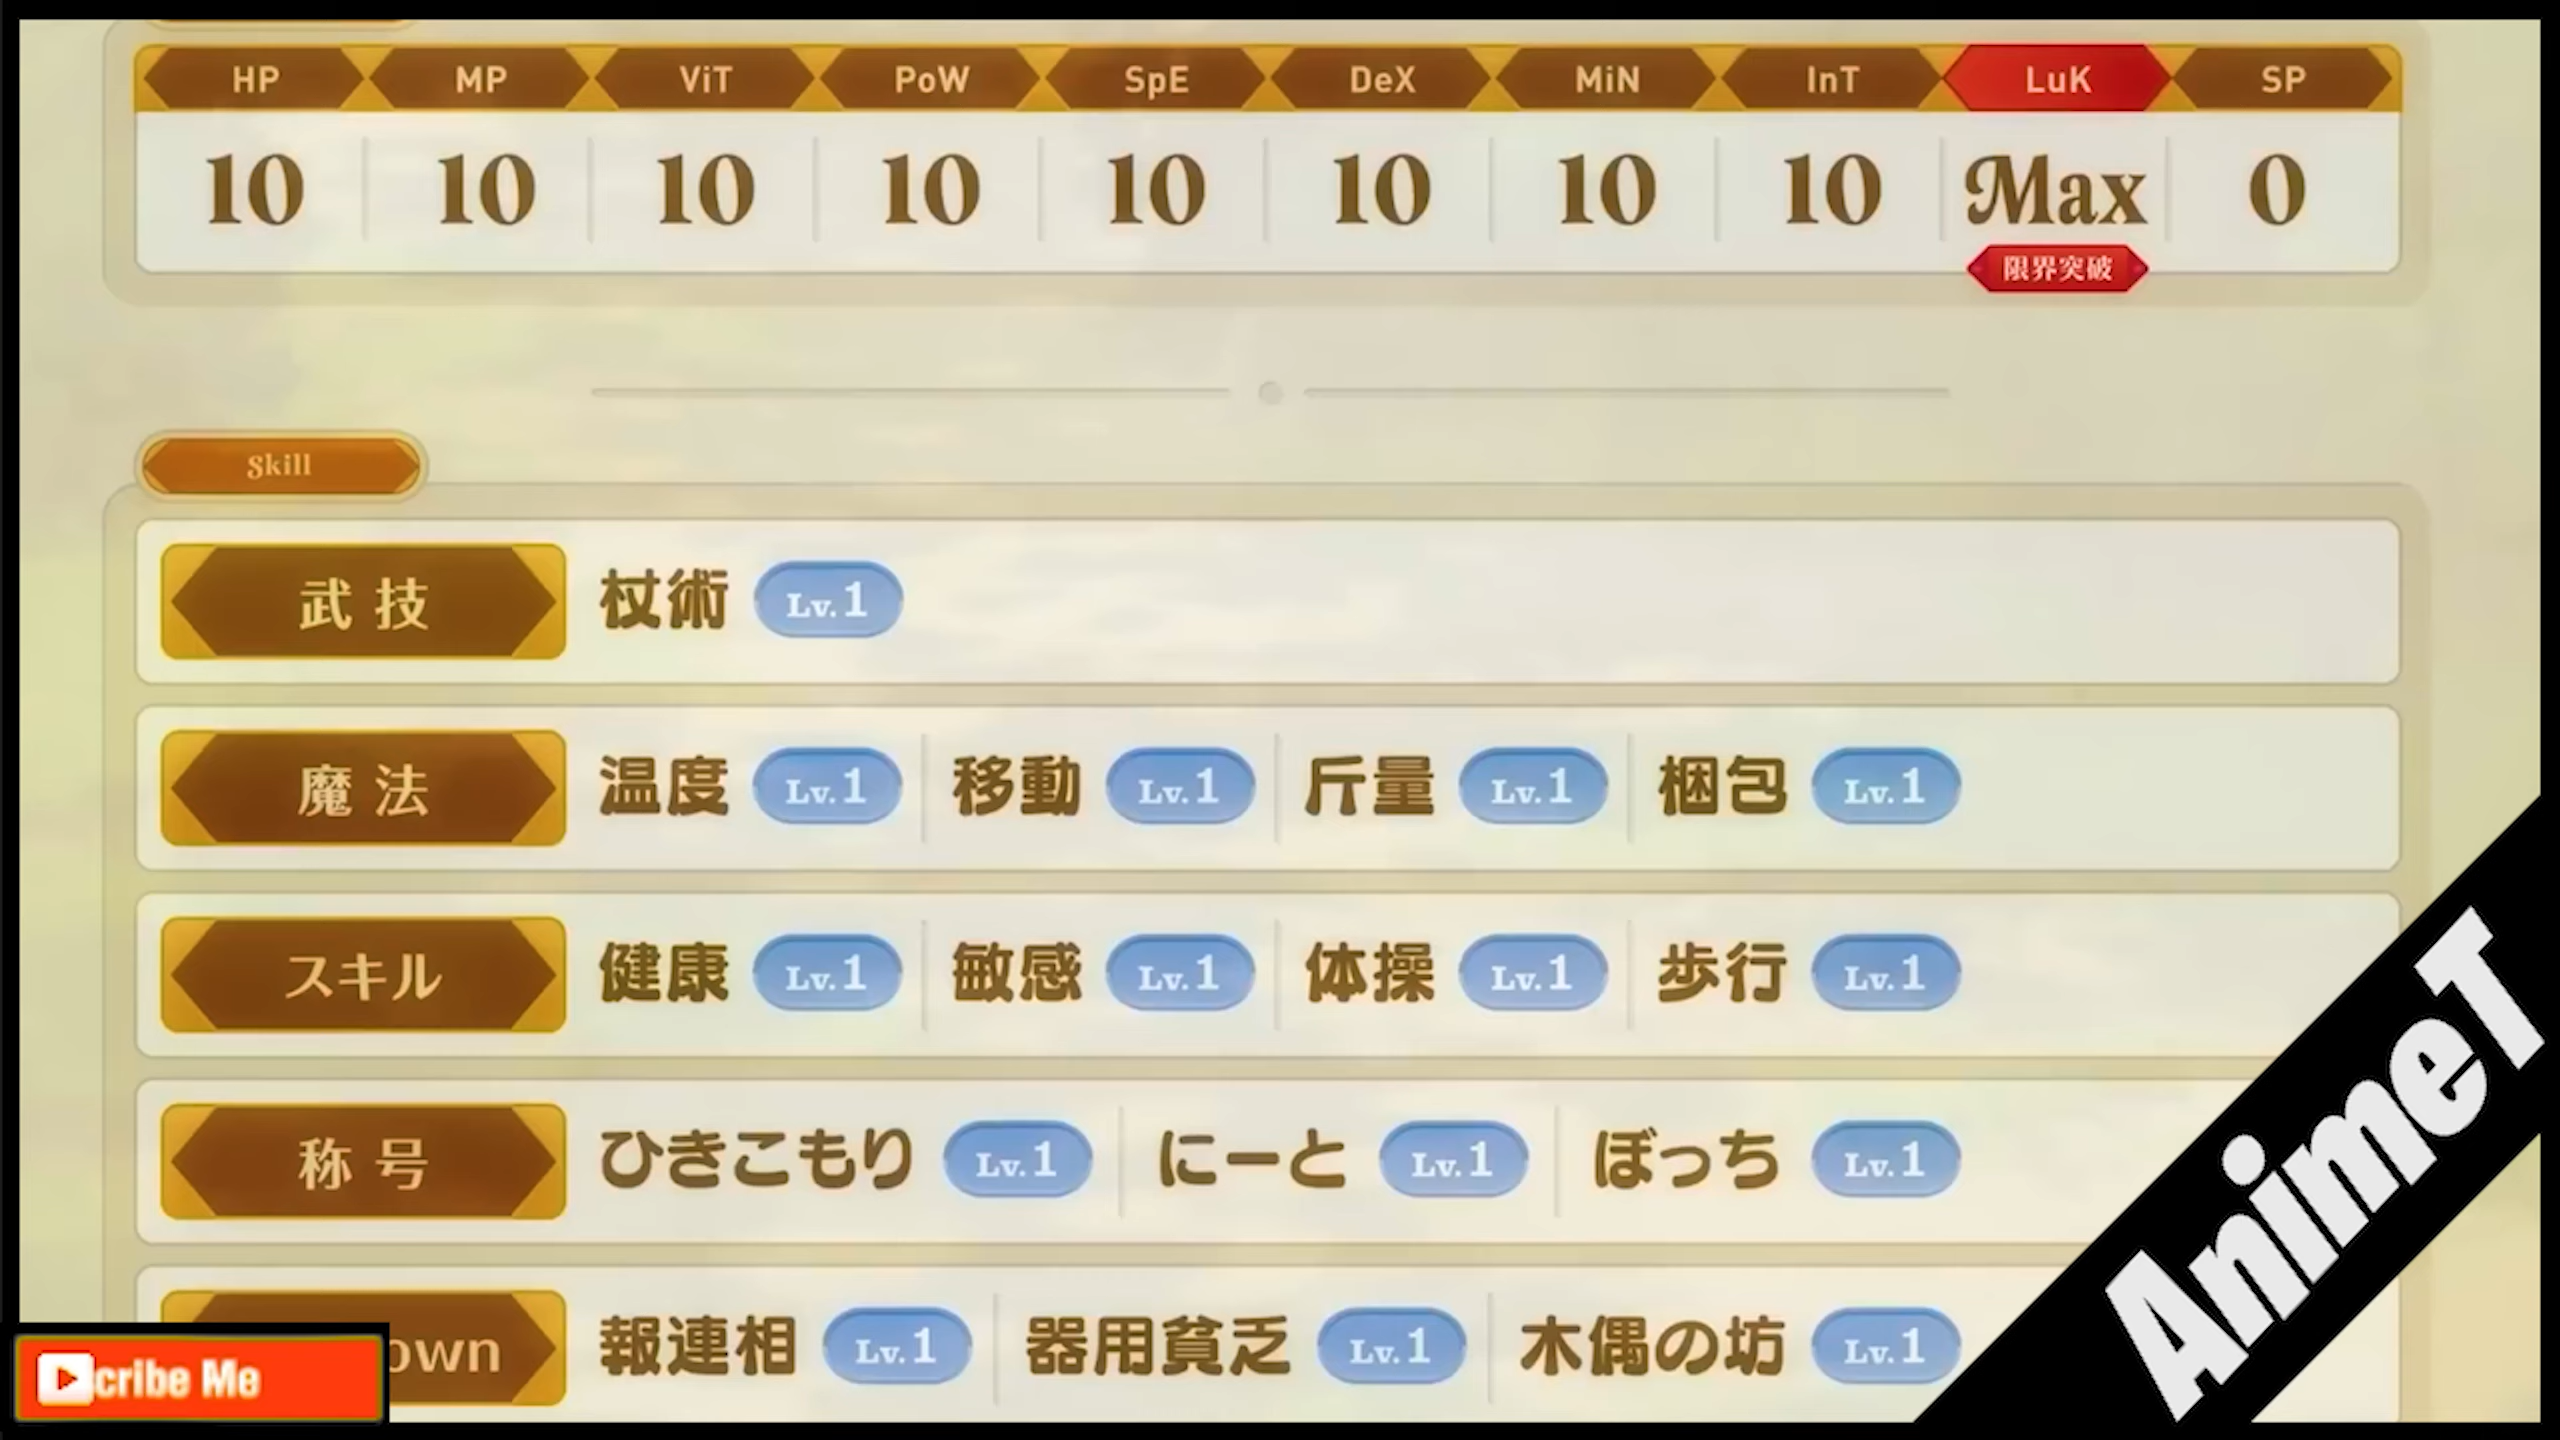 HP MP ViT PoW SpE DeX MiN InT LuK SP
10 10 10 10 10 10 10 10 Max 0
限界突破
Skill
武技 杖術 Lv.1
魔法 温度 Lv.1 移動 Lv.1 斤量 Lv.1 梱包 Lv.1
スキル 健康 Lv.1 敏感 Lv.1 体操 Lv.1 歩行 Lv.1
称号 ひきこもり Lv.1 にーと Lv.1 ぼっち Lv.1
own 報連相 Lv.1 器用貧乏 Lv.1 木偶の坊 Lv.1
cribe Me
AnimeT